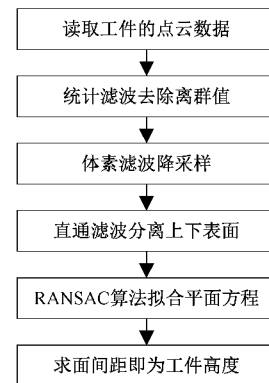 读取工件的点云数据
统计滤波去除离群值
体素滤波降采样
直通滤波分离上下表面
RANSAC算法拟合平面方程
求面间距即为工件高度